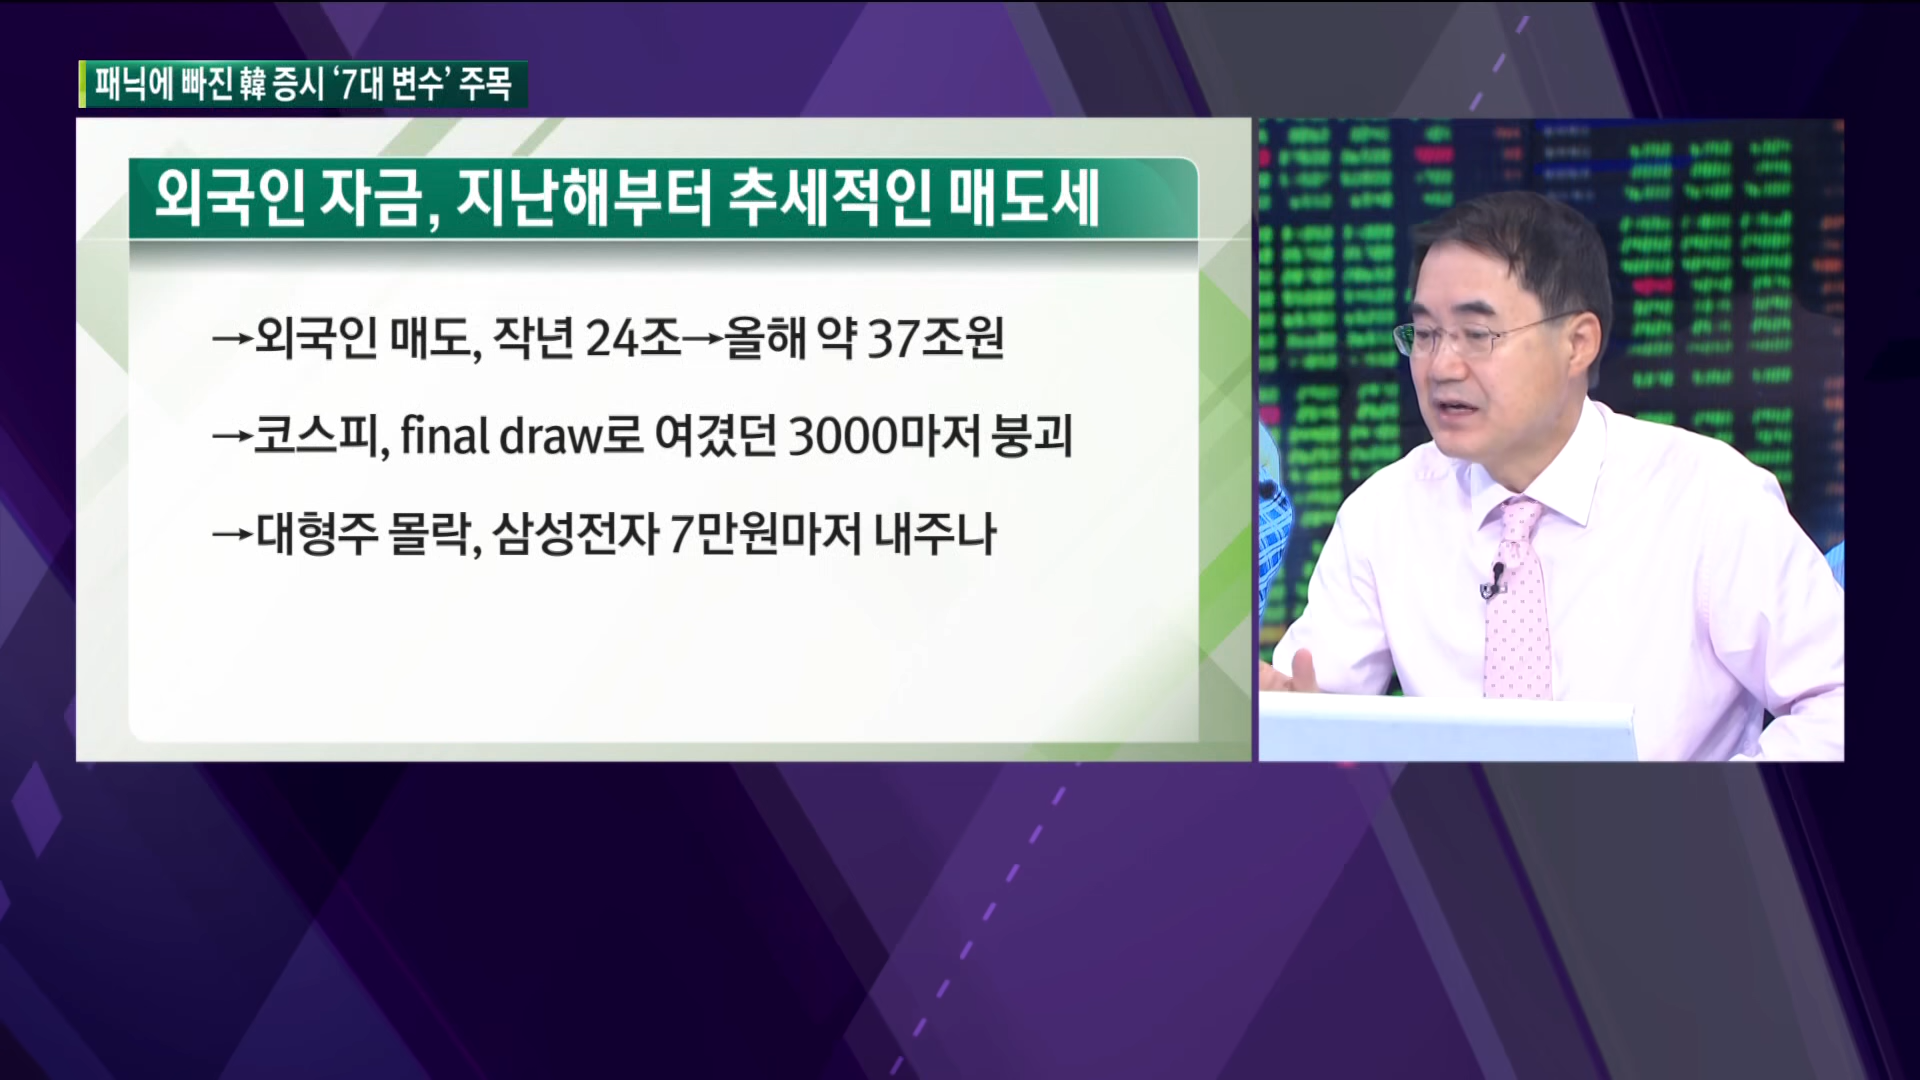 패닉에 빠진 韓 증시 ‘7대 변수’ 주목
외국인 자금, 지난해부터 추세적인 매도세
→외국인 매도, 작년 24조→올해 약 37조원
→코스피, final draw로 여겼던 3000마저 붕괴
→대형주 몰락, 삼성전자 7만원마저 내주나